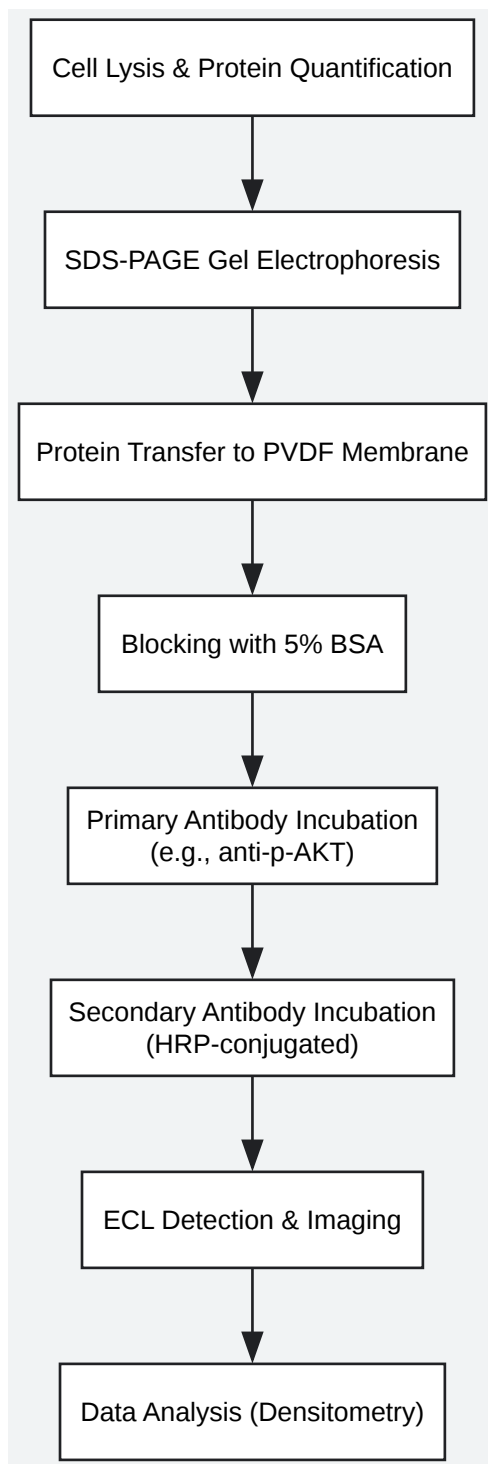 Cell Lysis & Protein Quantification
SDS-PAGE Gel Electrophoresis
Protein Transfer to PVDF Membrane
Blocking with 5% BSA
Primary Antibody Incubation
(e.g., anti-p-AKT)
Secondary Antibody Incubation
(HRP-conjugated)
ECL Detection & Imaging
Data Analysis (Densitometry)